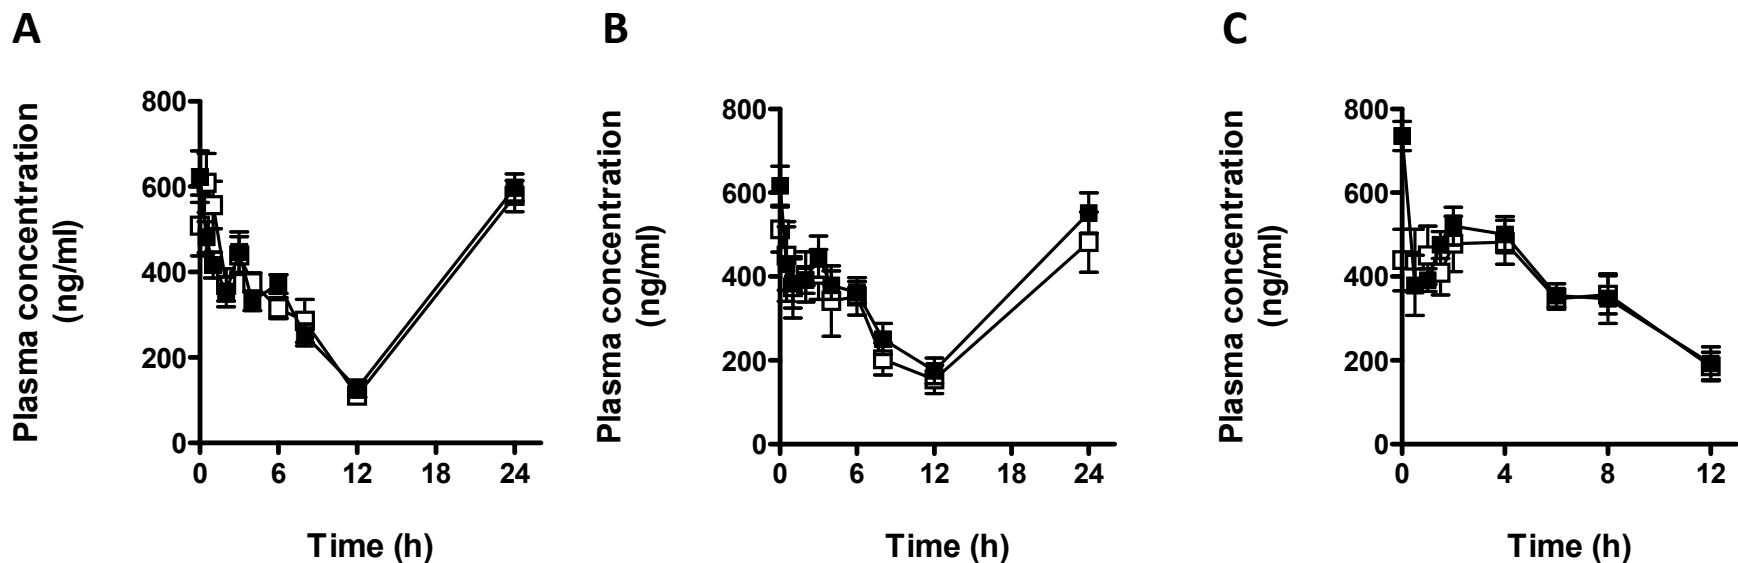 A
B
C
Plasma concentration
(ng/ml)
800
600
400
200
0
0 6 12 18 24
Time (h)
Plasma concentration
(ng/ml)
800
600
400
200
0
0 6 12 18 24
Time (h)
Plasma concentration
(ng/ml)
800
600
400
200
0
0 4 8 12
Time (h)